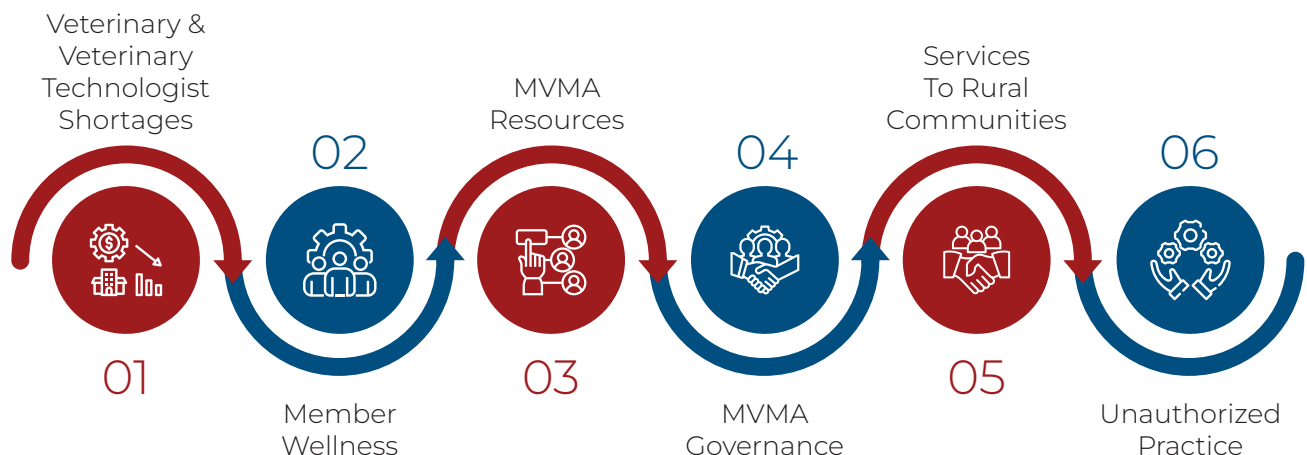 Veterinary &
Veterinary
Technologist
Shortages
01
02
Member
Wellness
MVMA
Resources
03
04
MVMA
Governance
Services
To Rural
Communities
05
06
Unauthorized
Practice